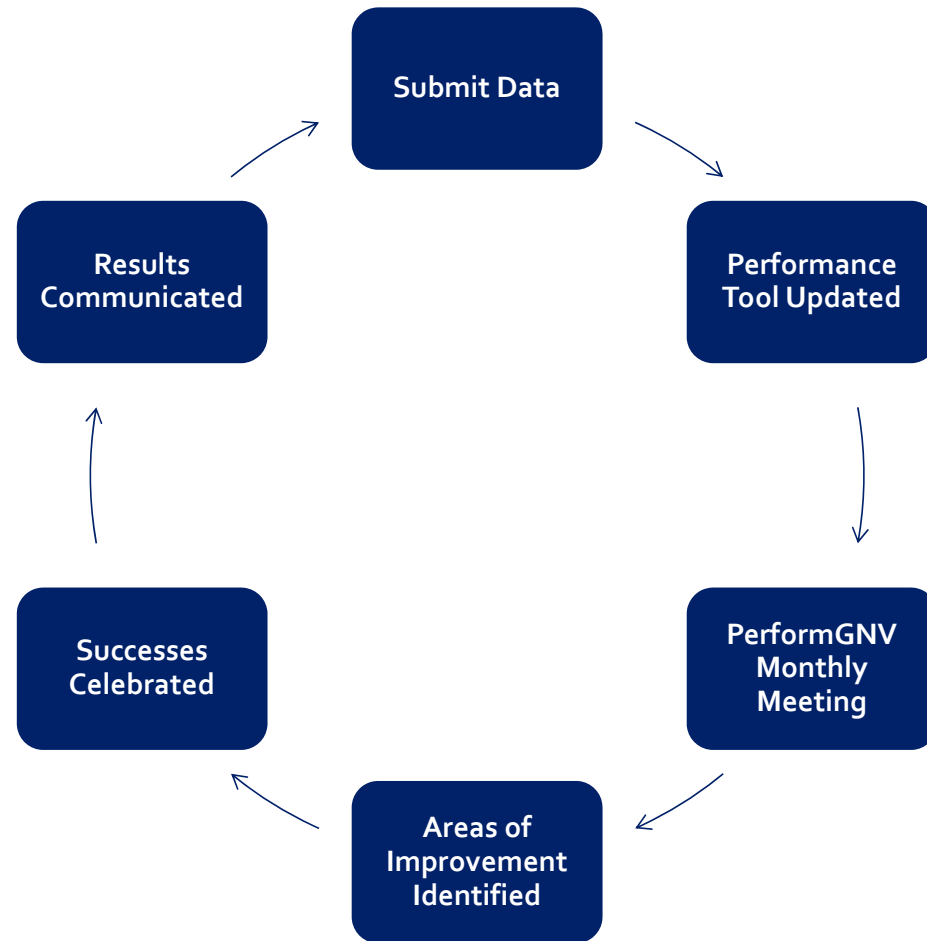 Submit Data
Performance
Tool Updated
PerformGNV
Monthly
Meeting
Areas of
Improvement
Identified
Successes
Celebrated
Results
Communicated